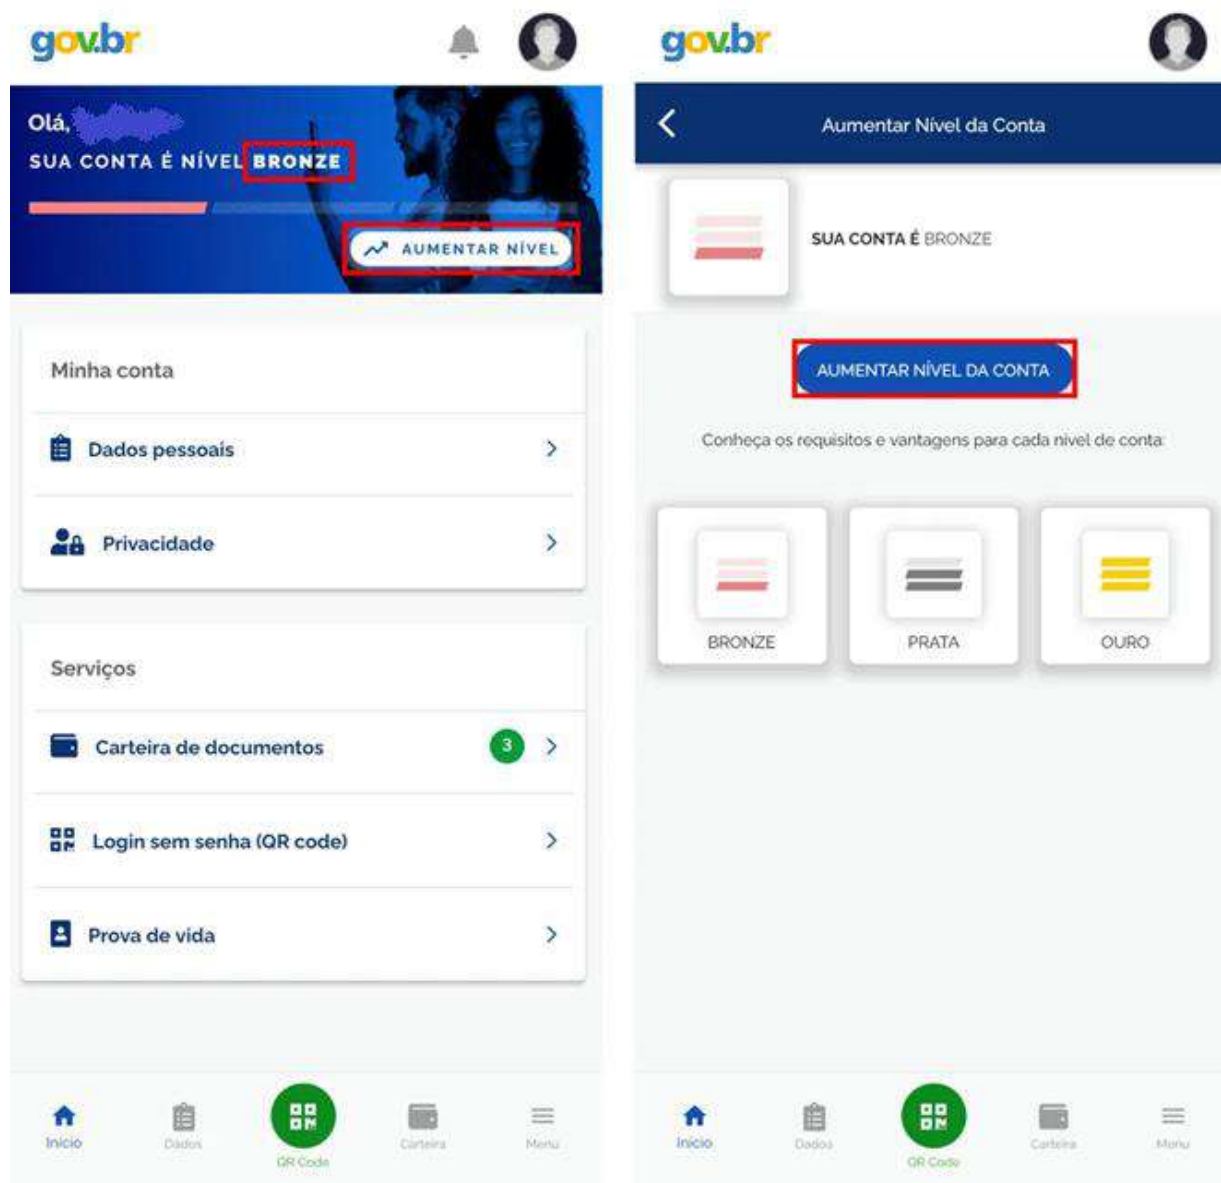 gov.br
Olá,
SUA CONTA É NÍVEL BRONZE
AUMENTAR NÍVEL
Minha conta
Dados pessoais
Privacidade
Serviços
Carteira de documentos
3
Login sem senha (QR code)
Prova de vida
Início
Dados
QR Code
Carteira
Menu
gov.br
Aumentar Nível da Conta
SUA CONTA É BRONZE
AUMENTAR NÍVEL DA CONTA
Conheça os requisitos e vantagens para cada nivel de conta:
BRONZE
PRATA
OURO
Início
Dados
QR Code
Carteira
Menu